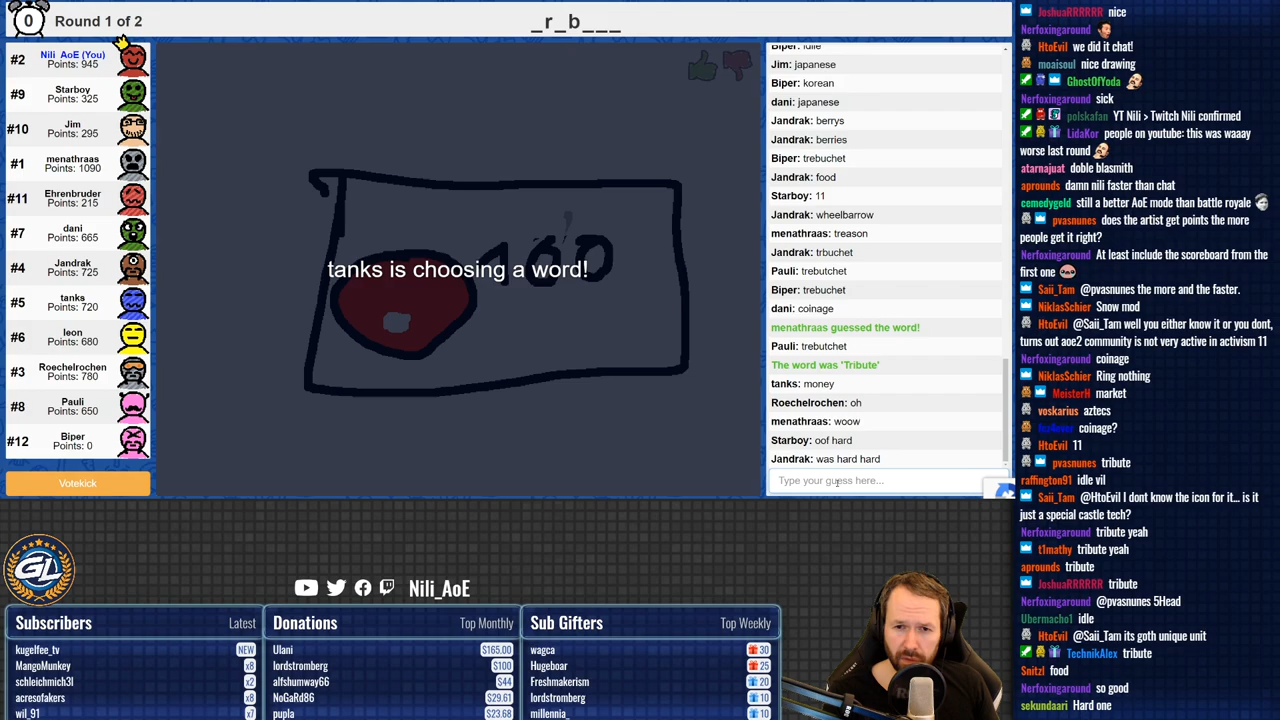 0
Round 1 of 2
_r_b___
#2 Nili_AoE (You)
Points: 945
#9 Starboy
Points: 325
#10 Jim
Points: 295
#1 menathraas
Points: 1090
#11 Ehrenbruder
Points: 215
#7 dani
Points: 665
#4 Jandrak
Points: 725
#5 tanks
Points: 720
#6 leon
Points: 680
#3 Roechelrochen
Points: 780
#8 Pauli
Points: 650
#12 Biper
Points: 0
Votekick
160
tanks is choosing a word!
Biper: idlie
Jim: japanese
Biper: korean
dani: japanese
Jandrak: berrys
Jandrak: berries
Biper: trebuchet
Jandrak: food
Starboy: 11
Jandrak: wheelbarrow
menathraas: treason
Jandrak: trbuchet
Pauli: trebutchet
Biper: trebutchet
dani: coinage
menathraas guessed the word!
Pauli: trebutchet
The word was 'Tribute'
tanks: money
Roechelrochen: oh
menathraas: woow
Starboy: oof hard
Jandrak: was hard hard
Type your guess here...
JoshuaRRRRRR nice
Nerfoxingaround
HtoEvil we did it chat!
moaisoul nice drawing
GhostOfYoda
Nerfoxingaround sick
polskafan YT Nili > Twitch Nili confirmed
LidaKor people on youtube: this was waaay
worse last round
atarnajuat doble blasmith
aprounds damn nili faster than chat
cemedygeld still a better AoE mode than battle royale
pvasnunes does the artist get points the more
people get it right?
Nerfoxingaround At least include the scoreboard from the
first one
Saii_Tam @pvasnunes the more and the faster.
NiklasSchier Snow mod
HtoEvil @Saii_Tam well you either know it or you dont,
turns out aoe2 community is not very active in activism 11
Nerfoxingaround coinage
NiklasSchier Ring nothing
MeisterH market
voskarius aztecs
coinage?
HtoEvil 11
pvasnunes tribute
raffington91 idle vil
Saii_Tam @HtoEvil I dont know the icon for it... is it
just a special castle tech?
Nerfoxingaround tribute yeah
t1mathy tribute yeah
aprounds tribute
JoshuaRRRRRR tribute
Nerfoxingaround @pvasnunes 5Head
Ubermacho1 idle
HtoEvil @Saii_Tam its goth unique unit
TechnikAlex tribute
Snitzl food
Nerfoxingaround so good
sekundaari Hard one
GL
Nili_AoE
Subscribers Latest
kugelfee_tv NEW
MangoMunkey x8
schleichmich3l x2
acresofakers x8
wil_91 x7
Donations Top Monthly
Ulani $165.00
lordstromberg $100
alfshumway66 $44
NoGaRd86 $29.61
pupla $23.68
Sub Gifters Top Weekly
wagca 30
Hugeboar 25
Freshmakerism 20
lordstromberg 10
millennia_ 10